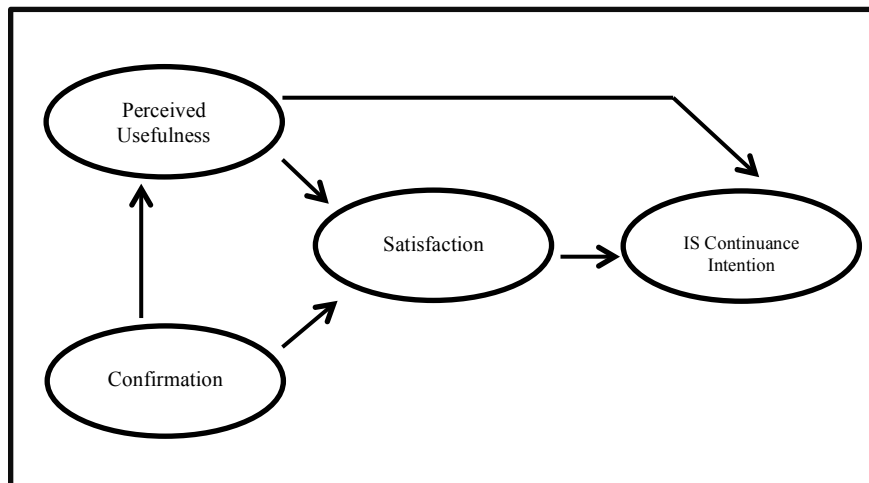 Perceived
Usefulness
Satisfaction
IS Continuance
Intention
Confirmation